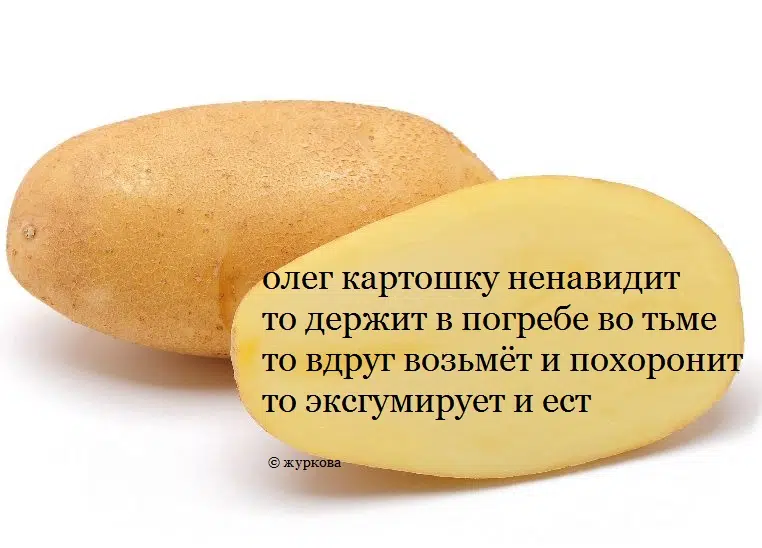 олег картошку ненавидит
то держит в погребе во тьме
то вдруг возьмёт и похоронит
то эксгумирует и ест
© журкова